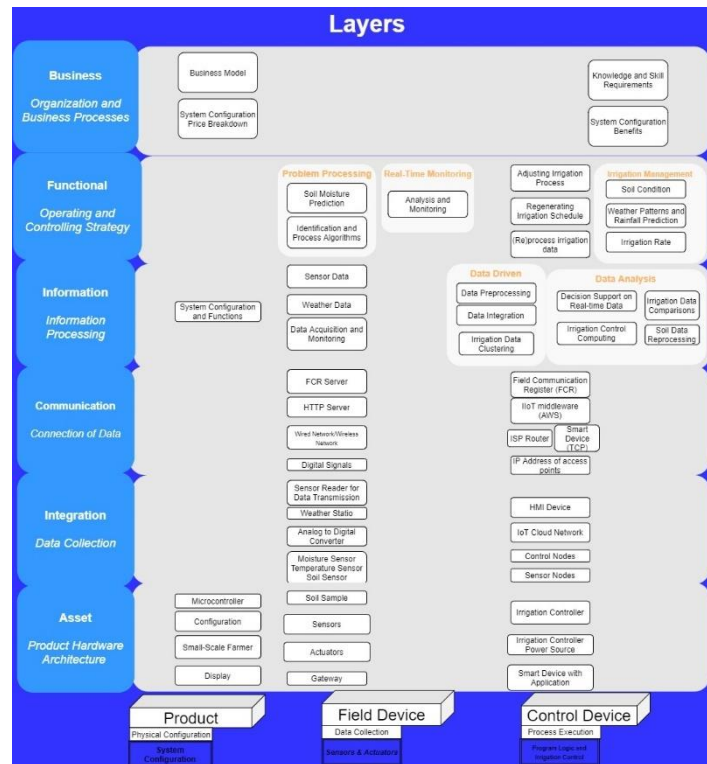 Layers
Business
Organization and
Business Processes
Business Model
System Configuration
Price Breakdown
Knowledge and Skill
Requirements
System Configuration
Benefits
Functional
Operating and
Controlling Strategy
Problem Processing
Soil Moisture
Prediction
Identification and
Process Algorithms
Real-Time Monitoring
Analysis and
Monitoring
Adjusting Irrigation
Process
Regenerating
Irrigation Schedule
(Re)process irrigation
data
Irrigation Management
Soil Condition
Weather Patterns and
Rainfall Prediction
Irrigation Rate
Information
Information
Processing
System Configuration
and Functions
Sensor Data
Weather Data
Data Acquisition and
Monitoring
Data Driven
Data Preprocessing
Data Integration
Irrigation Data
Clustering
Data Analysis
Decision Support on
Real-time Data
Irrigation Data
Comparisons
Irrigation Control
Computing
Soil Data
Reprocessing
Communication
Connection of Data
FCR Server
HTTP Server
Wired Network/Wireless
Network
Digital Signals
Field Communication
Register (FCR)
IIoT middleware
(AWS)
ISP Router
Smart
Device
(TCP)
IP Address of access
points
Integration
Data Collection
Sensor Reader for
Data Transmission
Weather Statio
Analog to Digital
Converter
Moisture Sensor
Temperature Sensor
Soil Sensor
HMI Device
IoT Cloud Network
Control Nodes
Sensor Nodes
Asset
Product Hardware
Architecture
Microcontroller
Configuration
Small-Scale Farmer
Display
Soil Sample
Sensors
Actuators
Gateway
Irrigation Controller
Irrigation Controller
Power Source
Smart Device with
Application
Product
Physical Configuration
System
Configuration
Field Device
Data Collection
Sensors & Actuators
Control Device
Process Execution
Program Logic and
Irrigation Control